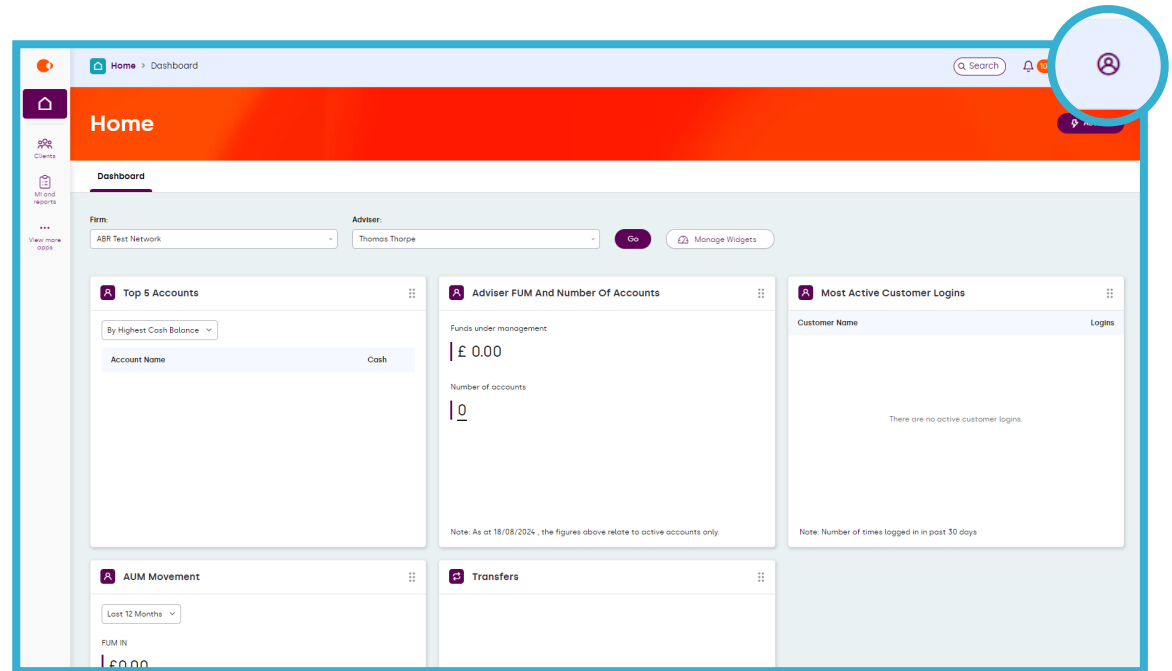 Home > Dashboard
Search
Home
Clients
MI and
reports
View more
apps
Dashboard
Firm:
Adviser:
ABR Test Network
Thomas Thorpe
Go
Manage Widgets
Top 5 Accounts
By Highest Cash Balance
Account Name Cash
Adviser FUM And Number Of Accounts
Funds under management
£ 0.00
Number of accounts
0
Note: As at 18/08/2024 , the figures above relate to active accounts only.
Most Active Customer Logins
Customer Name Logins
There are no active customer logins.
Note: Number of times logged in in past 30 days
AUM Movement
Last 12 Months
FUM IN
£0.00
Transfers